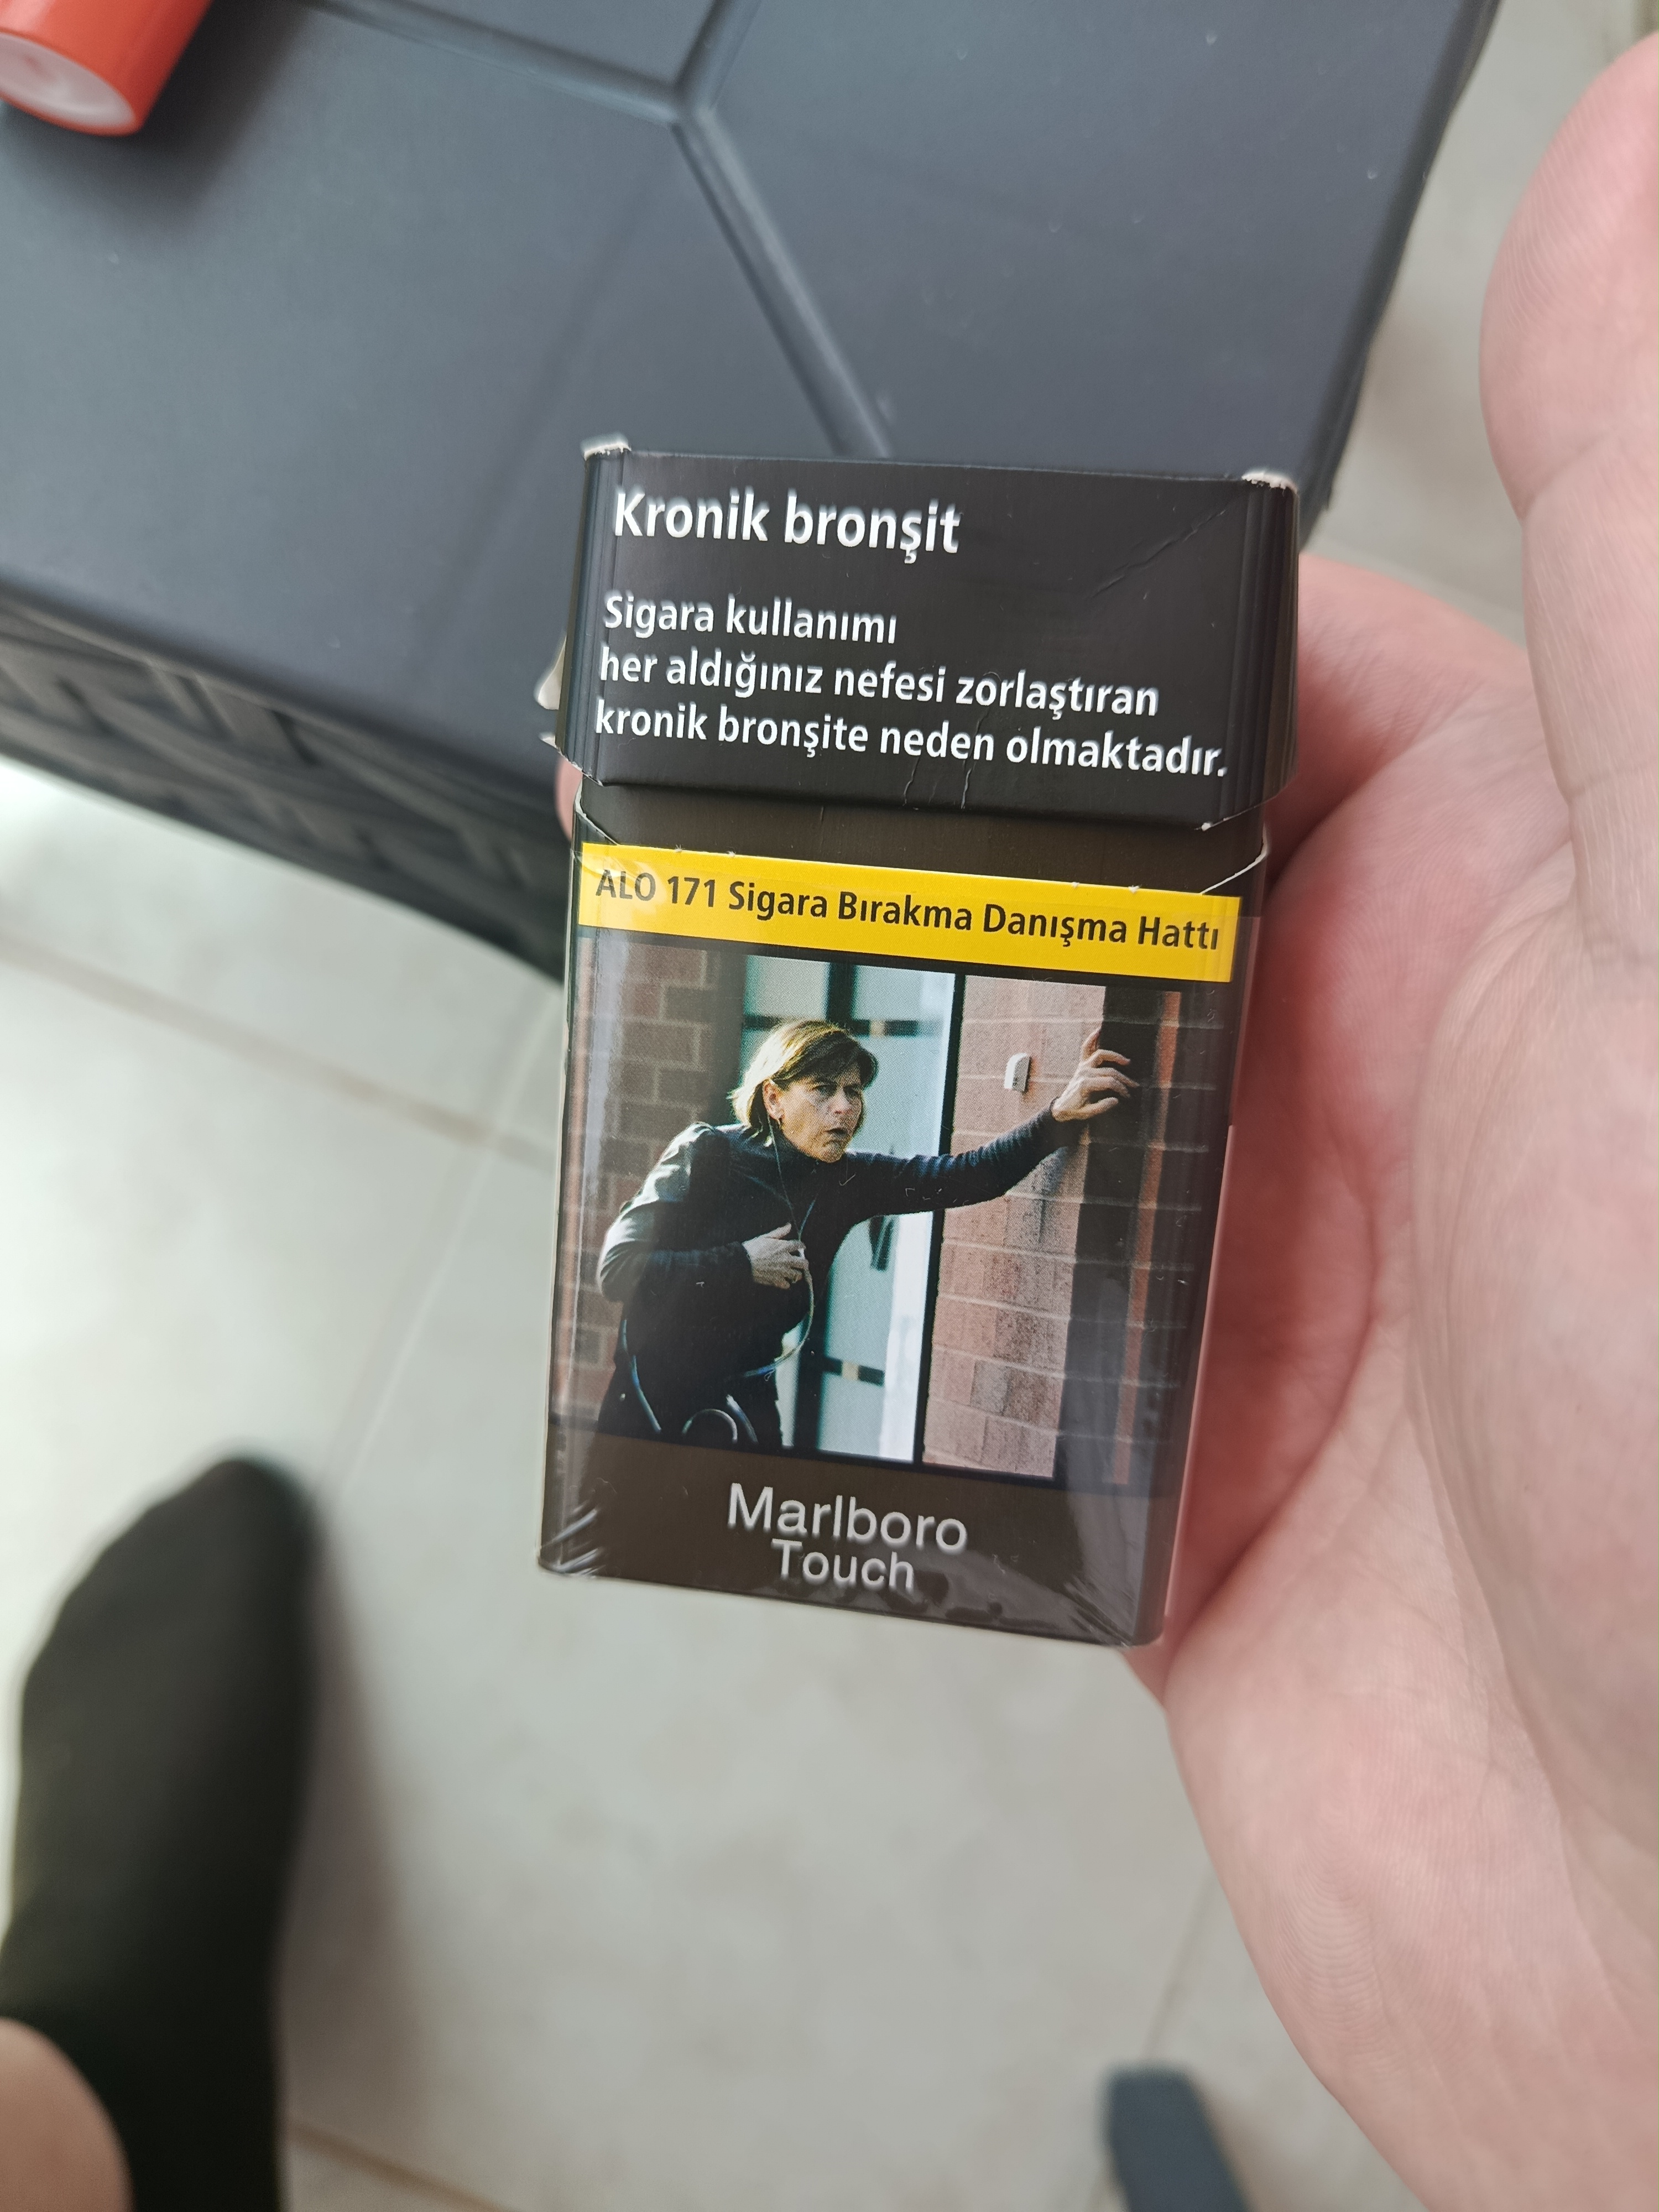 Kronik bronşit
Sigara kullanımı
her aldığınız nefesi zorlaştıran
kronik bronşite neden olmaktadır.
ALO 171 Sigara Bırakma Danışma Hattı
Marlboro
Touch